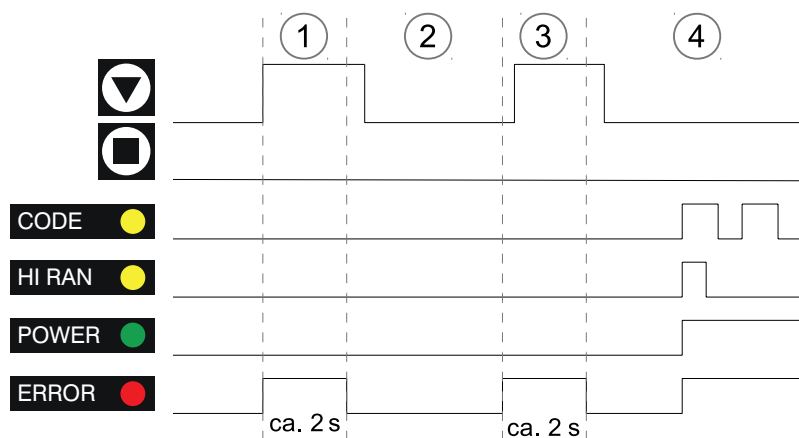 1 2 3 4
CODE
HI RAN
POWER
ERROR
ca. 2 s ca. 2 s